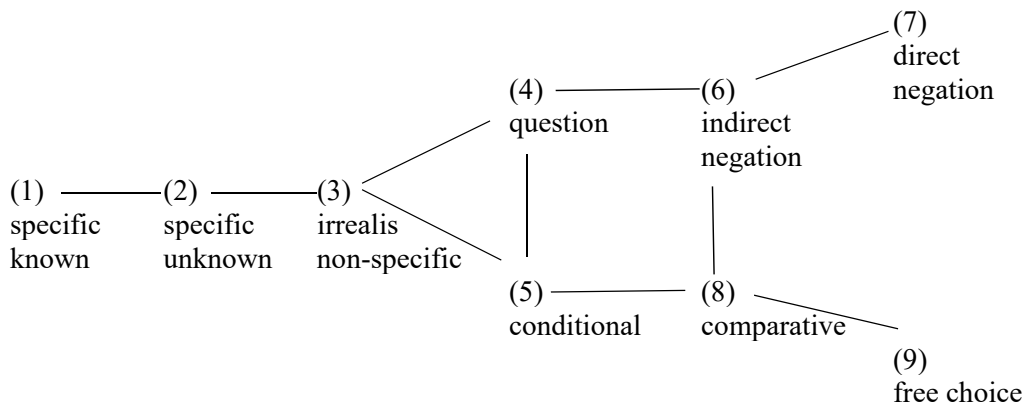 (7)
direct
negation
(4)
question
(6)
indirect
negation
(1)
specific
known
(2)
specific
unknown
(3)
irrealis
non-specific
(5)
conditional
(8)
comparative
(9)
free choice